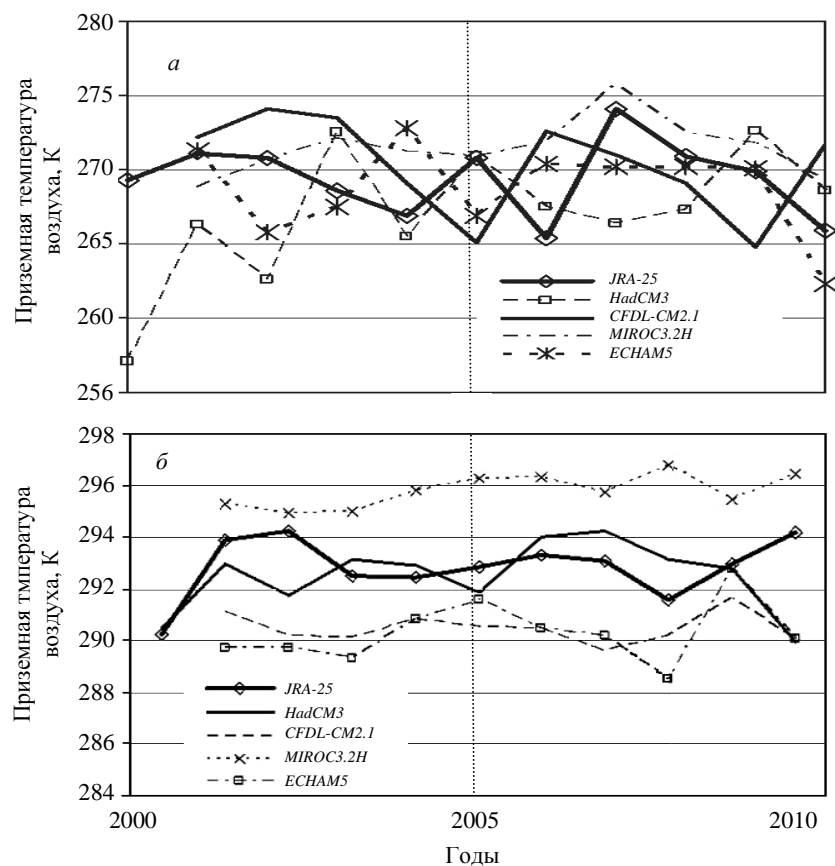 Приземная температура
воздуха, К
280
275
270
265
260
256
а
JRA-25
HadCM3
CFDL-CM2.1
MIROC3.2H
ECHAM5
Приземная тмпература
воздуха, К
298
296
294
292
290
288
286
284
б
JRA-25
HadCM3
CFDL-CM2.1
MIROC3.2H
ECHAM5
2000
2005
2010
Годы